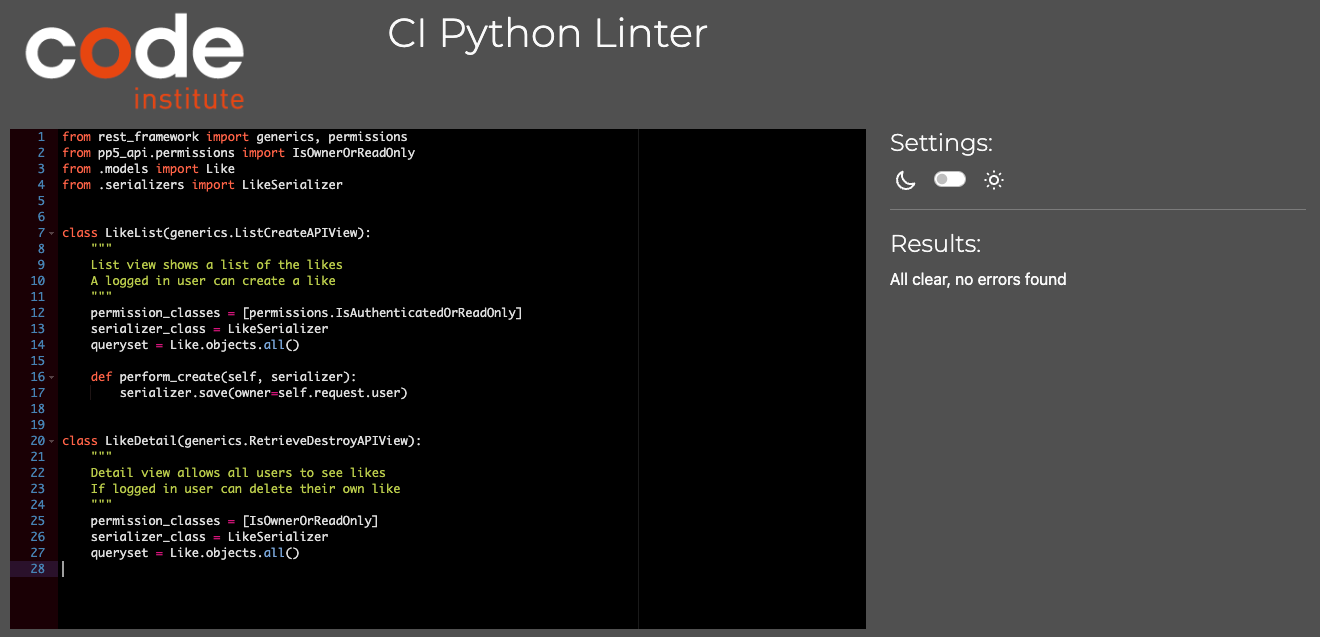 code
institute
CI Python Linter
1 from rest_framework import generics, permissions
2 from pp5_api.permissions import IsOwnerOrReadOnly
3 from .models import Like
4 from .serializers import LikeSerializer
5
6
7 class LikeList(generics.ListCreateAPIView):
8     """
9     List view shows a list of the likes
10     A logged in user can create a like
11     """
12     permission_classes = [permissions.IsAuthenticatedOrReadOnly]
13     serializer_class = LikeSerializer
14     queryset = Like.objects.all()
15
16     def perform_create(self, serializer):
17         serializer.save(owner=self.request.user)
18
19
20 class LikeDetail(generics.RetrieveDestroyAPIView):
21     """
22     Detail view allows all users to see likes
23     If logged in user can delete their own like
24     """
25     permission_classes = [IsOwnerOrReadOnly]
26     serializer_class = LikeSerializer
27     queryset = Like.objects.all()
28
Settings:
Results:
All clear, no errors found